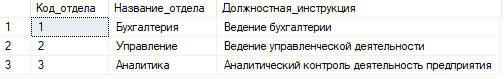 Код_отдела Название_отдела Должностная_инструкция
1 1 Бухгалтерия Ведение бухгалтерии
2 2 Управление Ведение управленческой деятельности
3 3 Аналитика Аналитический контроль деятельность предприятия